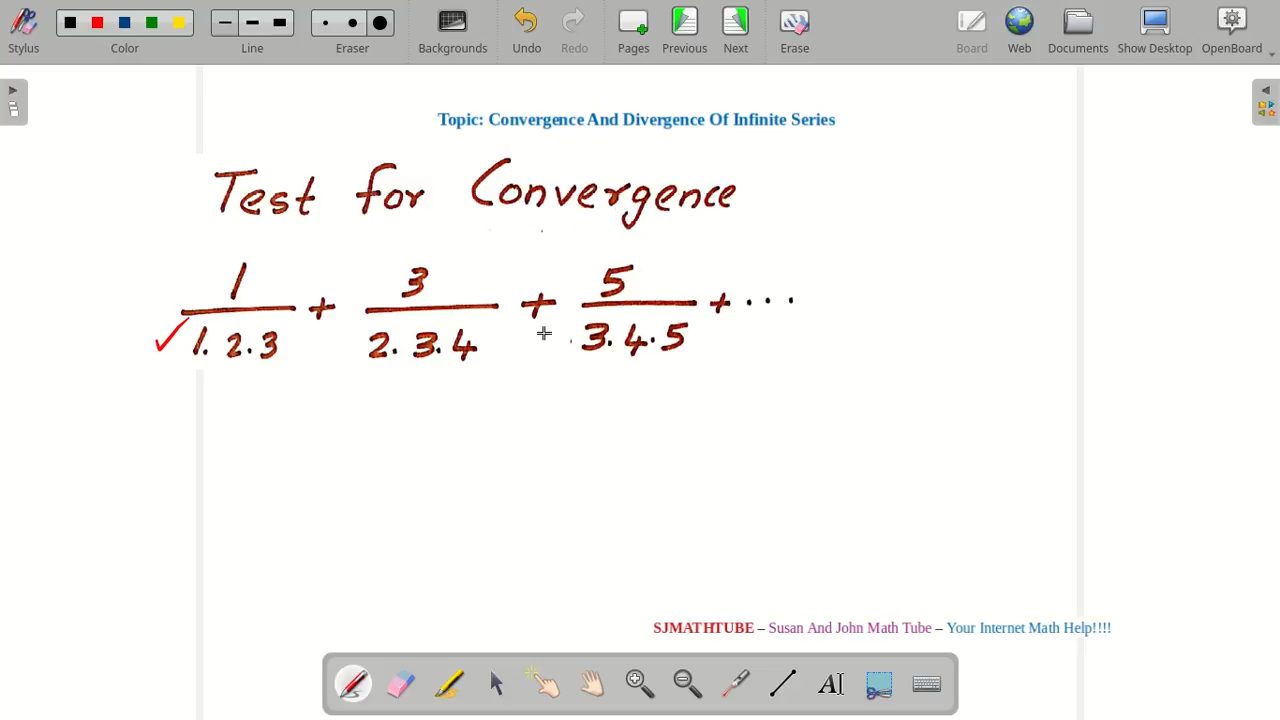 Stylus Color Line Eraser Backgrounds Undo Redo Pages Previous Next Erase Board Web Documents Show Desktop OpenBoard
Topic: Convergence And Divergence Of Infinite Series
Test for Convergence
1 3 5
+ + + ...
1.2.3 2.3.4 3.4.5
SJMATHTUBE – Susan And John Math Tube – Your Internet Math Help!!!!
AI